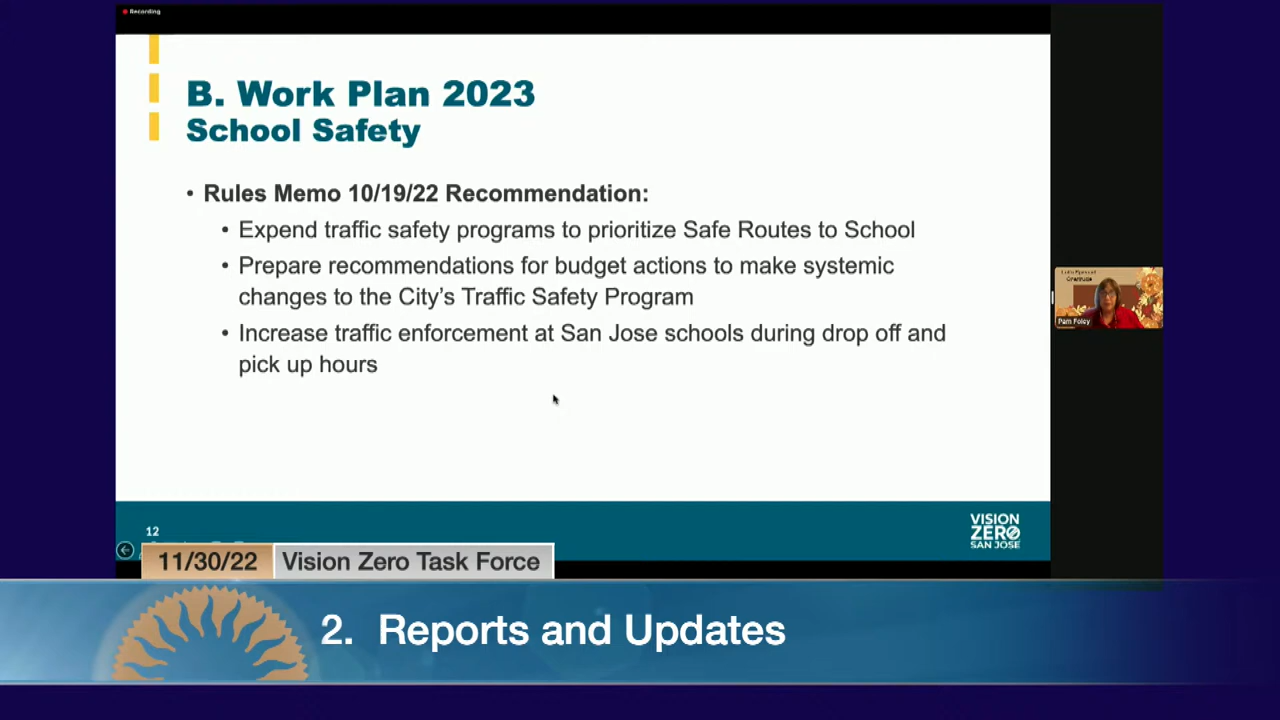 Recording
B. Work Plan 2023
School Safety
• Rules Memo 10/19/22 Recommendation:
• Expend traffic safety programs to prioritize Safe Routes to School
• Prepare recommendations for budget actions to make systemic
changes to the City's Traffic Safety Program
• Increase traffic enforcement at San Jose schools during drop off and
pick up hours
Gratitude
Pam Foley
12
VISION
ZERO
SAN JOSE
11/30/22 Vision Zero Task Force
2. Reports and Updates